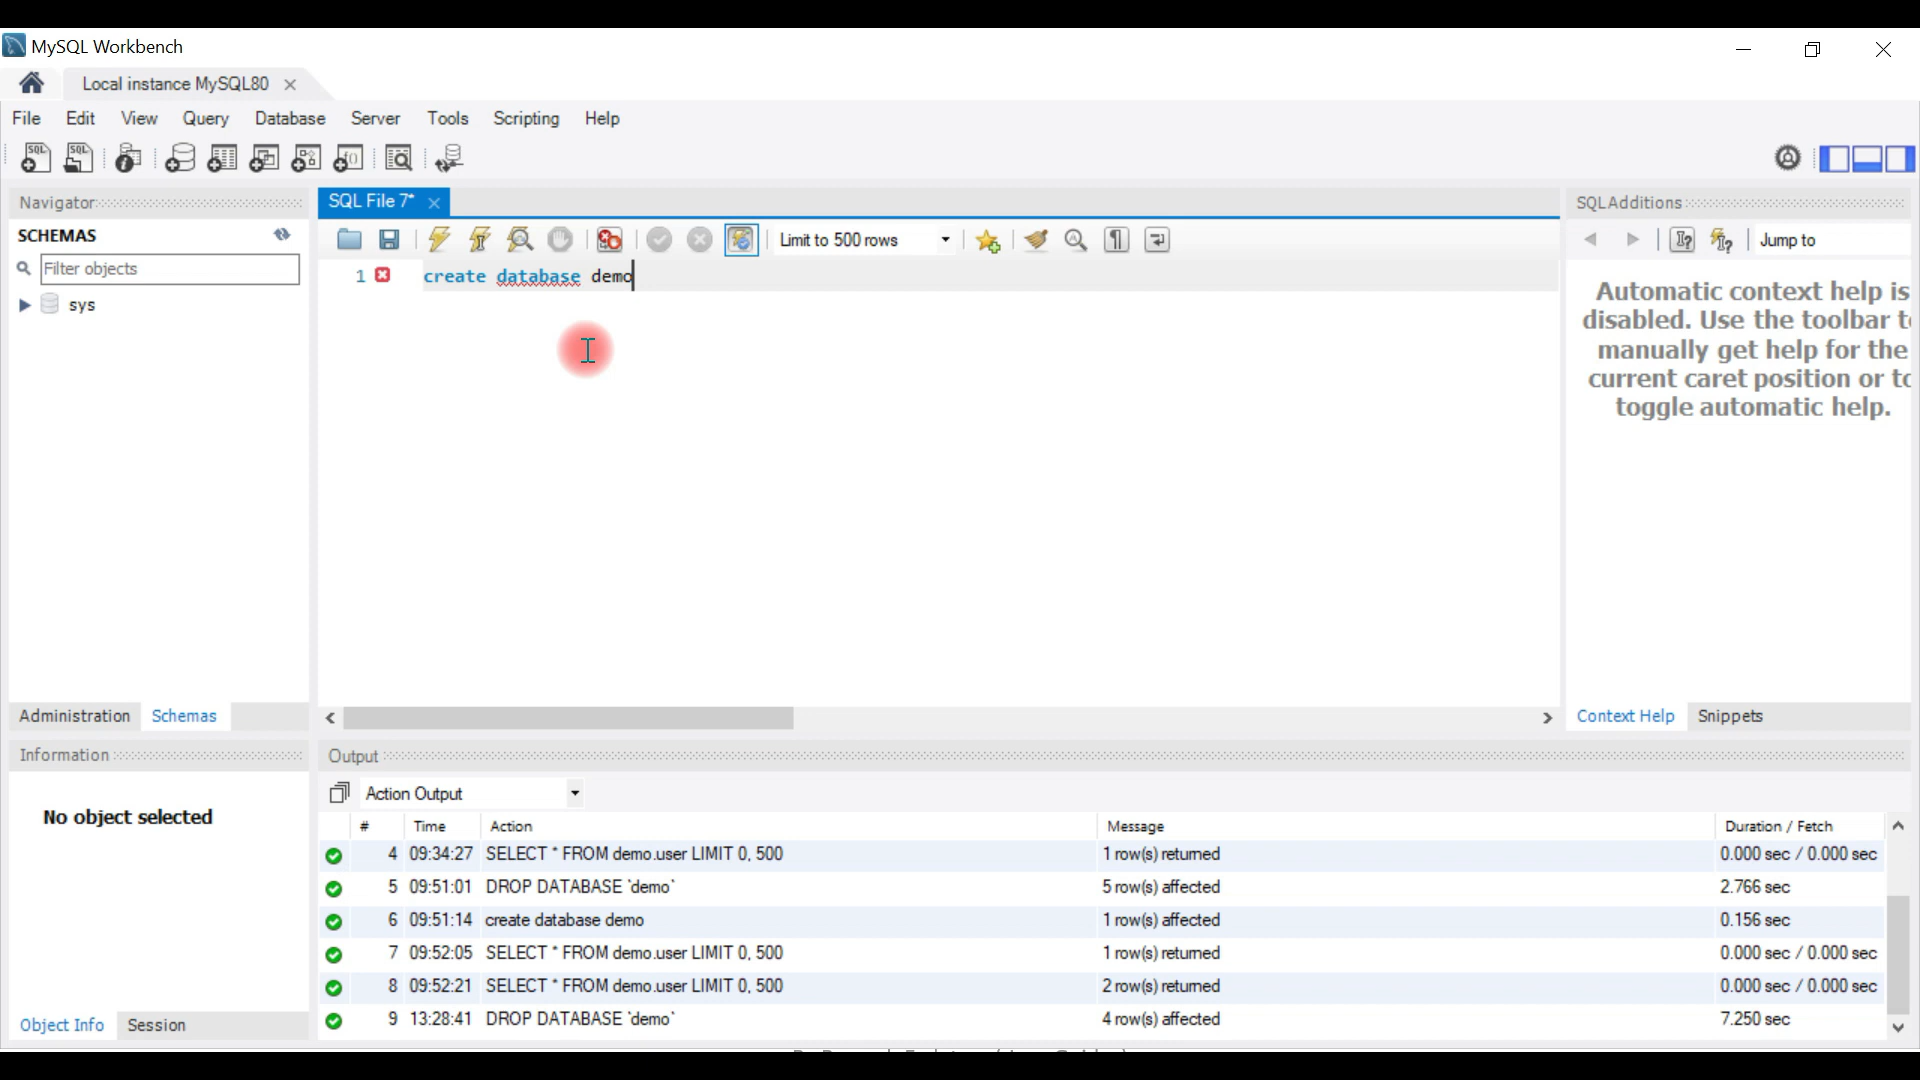 MySQL Workbench
Local instance MySQL80
File Edit View Query Database Server Tools Scripting Help
Navigator
SCHEMAS
Filter objects
sys
Administration Schemas
Information
No object selected
Object Info Session
SQL File 7*
Limit to 500 rows
1 create database demo
Output
Action Output
# Time Action Message Duration / Fetch
4 09:34:27 SELECT * FROM demo.user LIMIT 0, 500 1 row(s) returned 0.000 sec / 0.000 sec
5 09:51:01 DROP DATABASE `demo` 5 row(s) affected 2.766 sec
6 09:51:14 create database demo 1 row(s) affected 0.156 sec
7 09:52:05 SELECT * FROM demo.user LIMIT 0, 500 1 row(s) returned 0.000 sec / 0.000 sec
8 09:52:21 SELECT * FROM demo.user LIMIT 0, 500 2 row(s) returned 0.000 sec / 0.000 sec
9 13:28:41 DROP DATABASE `demo` 4 row(s) affected 7.250 sec
SQLAdditions
Jump to
Automatic context help is
disabled. Use the toolbar
manually get help for the
current caret position or
toggle automatic help.
Context Help Snippets